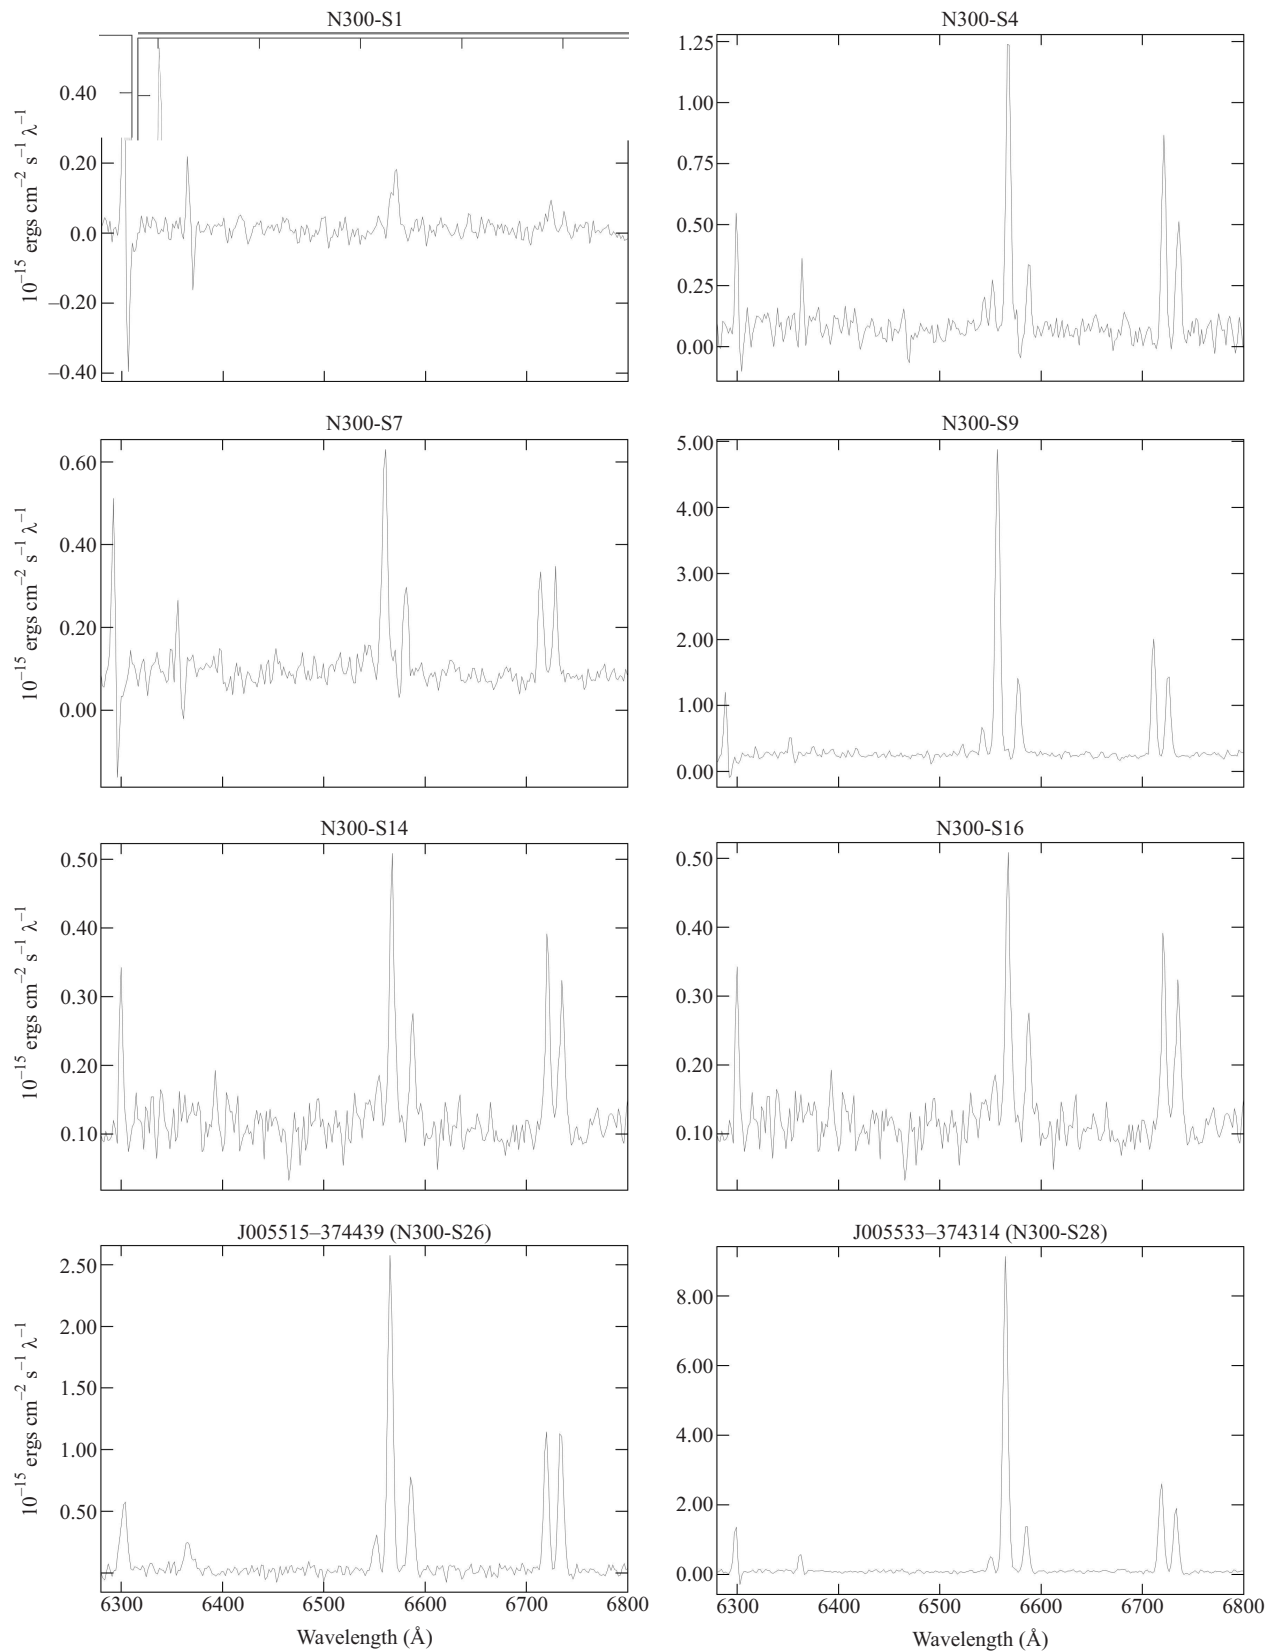 N300-S1
N300-S4
10⁻¹⁵ ergs cm⁻² s⁻¹ λ⁻¹
0.40
0.20
0.0
–0.20
–0.40
1.25
1.00
0.75
0.50
0.25
0.00
N300-S7
N300-S9
10⁻¹⁵ ergs cm⁻² s⁻¹ λ⁻¹
0.60
0.40
0.20
0.00
5.00
4.00
3.00
2.00
1.00
0.00
N300-S14
N300-S16
10⁻¹⁵ ergs cm⁻² s⁻¹ λ⁻¹
0.50
0.40
0.30
0.20
0.10
0.50
0.40
0.30
0.20
0.10
J005515–374439 (N300-S26)
J005533–374314 (N300-S28)
10⁻¹⁵ ergs cm⁻² s⁻¹ λ⁻¹
2.50
2.00
1.50
1.00
0.50
8.00
6.00
4.00
2.00
0.00
6300 6400 6500 6600 6700 6800
6300 6400 6500 6600 6700 6800
Wavelength (Å)
Wavelength (Å)